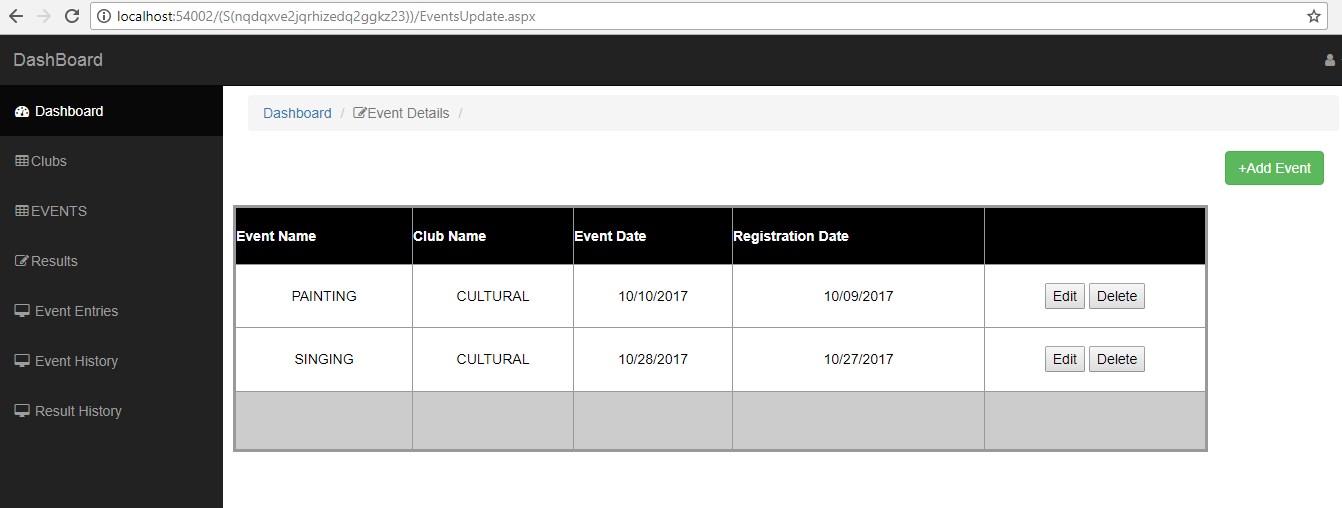 localhost:54002/(S(nqdqxve2jqrhizedq2ggkz23))/EventsUpdate.aspx
DashBoard
Dashboard
Clubs
EVENTS
Results
Event Entries
Event History
Result History
Dashboard / Event Details /
+Add Event
Event Name Club Name Event Date Registration Date
PAINTING CULTURAL 10/10/2017 10/09/2017 Edit Delete
SINGING CULTURAL 10/28/2017 10/27/2017 Edit Delete